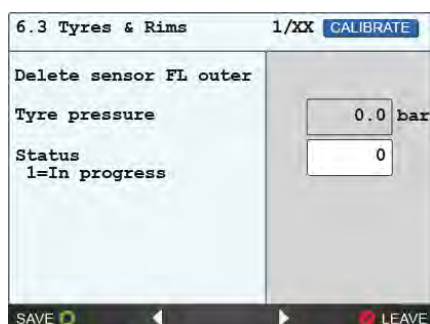 6.3 Tyres & Rims 1/XX CALIBRATE
Delete sensor FL outer
Tyre pressure 0.0 bar
Status 0
1=In progress
SAVE LEAVE